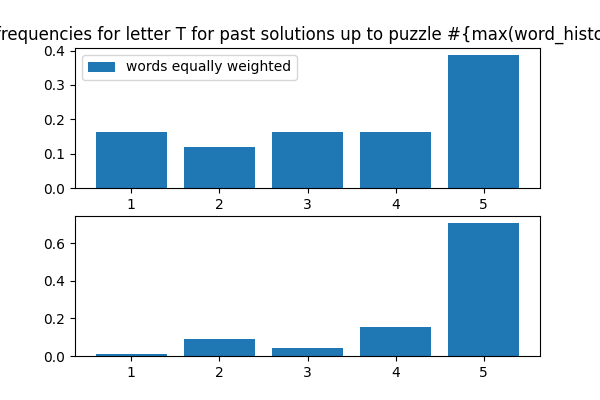 frequencies for letter T for past solutions up to puzzle #{max(word_histo
0.4
0.3
0.2
0.1
0.0
words equally weighted
1 2 3 4 5
0.6
0.4
0.2
0.0
1 2 3 4 5